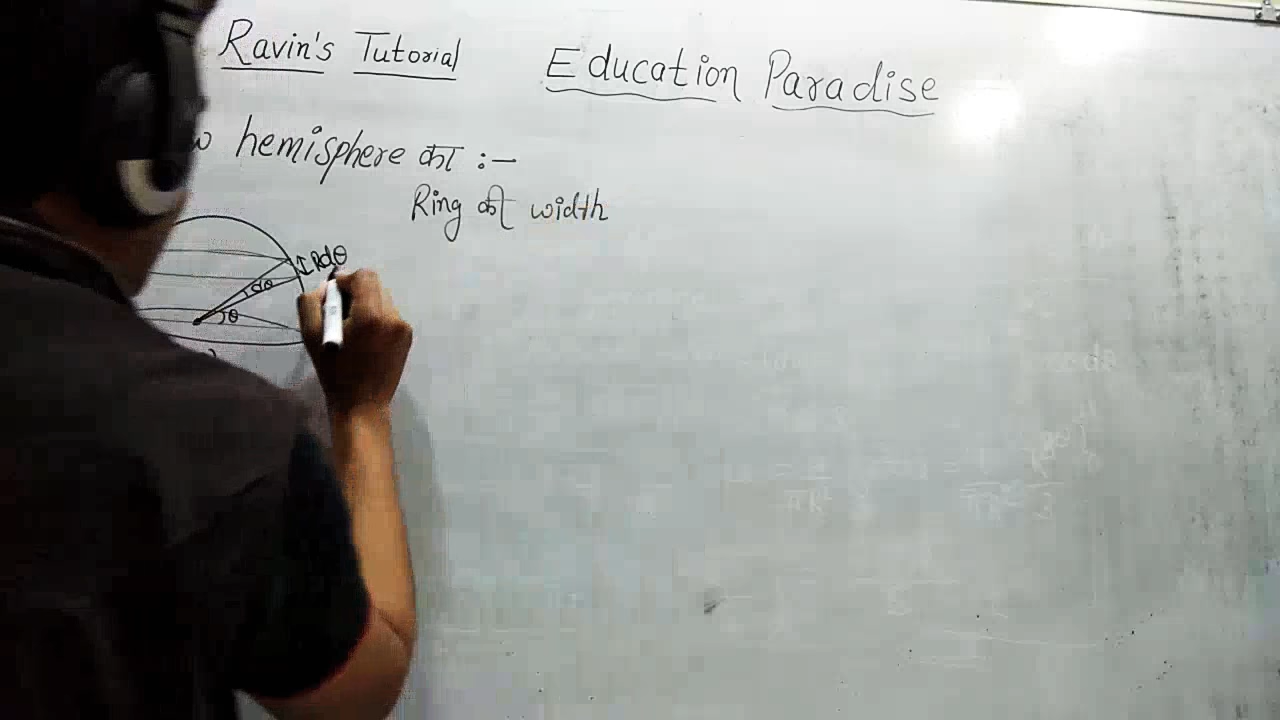 Ravin's Tutorial Education Paradise
hemisphere का :-
Ring की width
Rdθ
dθ
θ